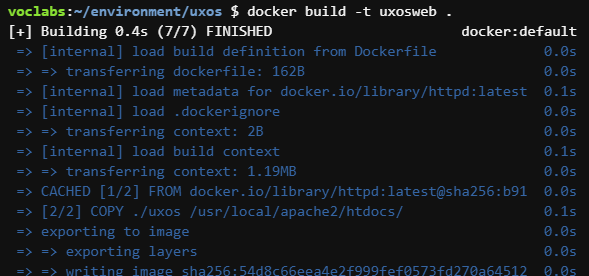 voclabs:~/environment/uxos $ docker build -t uxosweb .
[+] Building 0.4s (7/7) FINISHED docker:default
=> [internal] load build definition from Dockerfile 0.0s
=> => transferring dockerfile: 162B 0.0s
=> [internal] load metadata for docker.io/library/httpd:latest 0.1s
=> [internal] load .dockerignore 0.0s
=> => transferring context: 2B 0.0s
=> [internal] load build context 0.1s
=> => transferring context: 1.19MB 0.0s
=> CACHED [1/2] FROM docker.io/library/httpd:latest@sha256:b91 0.0s
=> [2/2] COPY ./uxos /usr/local/apache2/htdocs/ 0.1s
=> exporting to image 0.0s
=> => exporting layers 0.0s
=> => writing image sha256:54d8c66eea4e2f999fef0573fd270a64512 0.0s